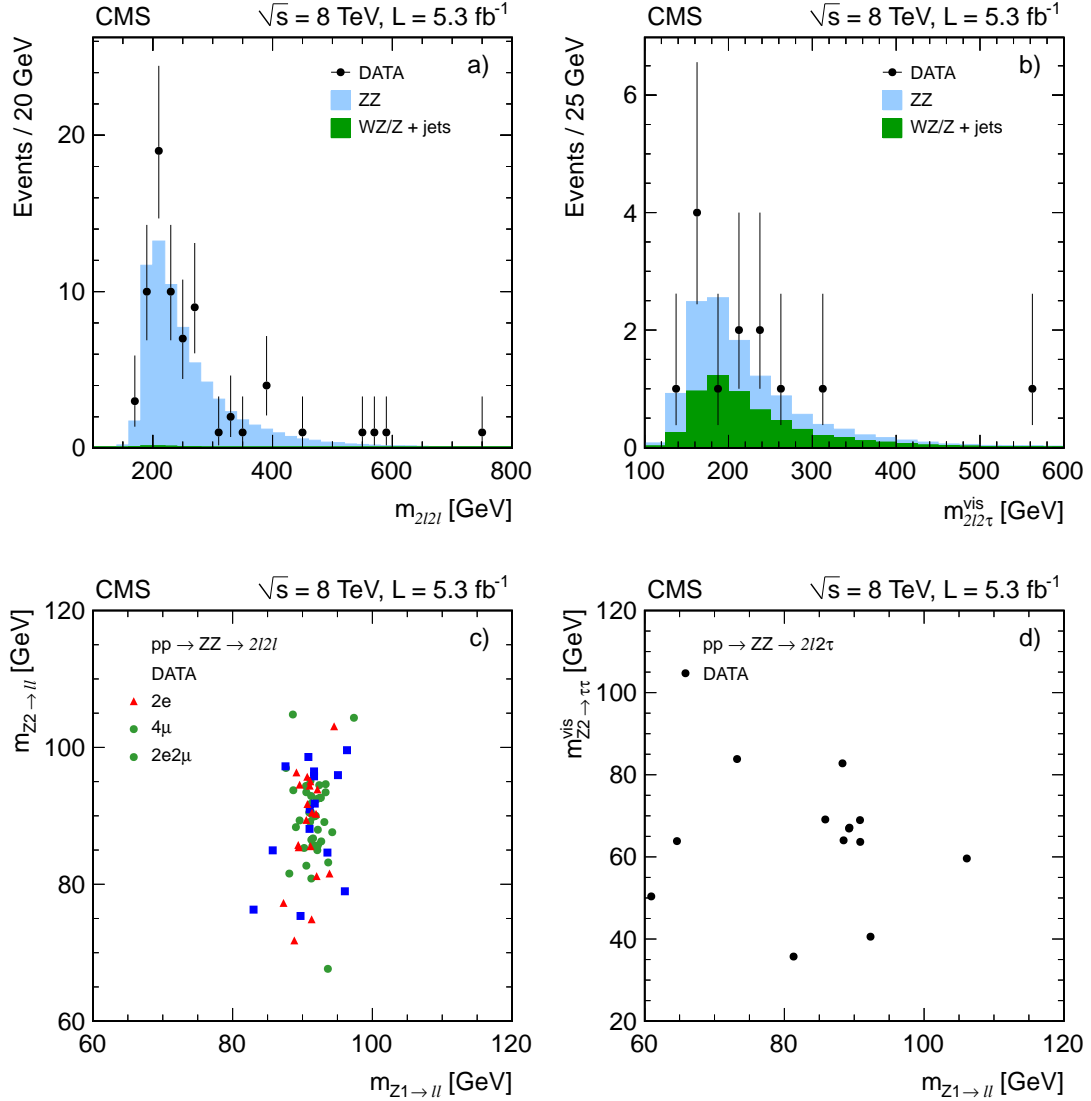 CMS √s = 8 TeV, L = 5.3 fb⁻¹
a)
Events / 20 GeV
DATA
ZZ
WZ/Z + jets
20
10
0
200 400 600 800
m2l2l [GeV]
CMS √s = 8 TeV, L = 5.3 fb⁻¹
b)
Events / 25 GeV
DATA
ZZ
WZ/Z + jets
6
4
2
0
100 200 300 400 500 600
m^vis 2l2τ [GeV]
CMS √s = 8 TeV, L = 5.3 fb⁻¹
c)
mZ2→ll [GeV]
pp → ZZ → 2l2l
DATA
2e
4μ
2e2μ
120
100
80
60
60 80 100 120
mZ1→ll [GeV]
CMS √s = 8 TeV, L = 5.3 fb⁻¹
d)
m^vis Z2→ττ [GeV]
pp → ZZ → 2l2τ
DATA
120
100
80
60
40
20
60 80 100 120
mZ1→ll [GeV]